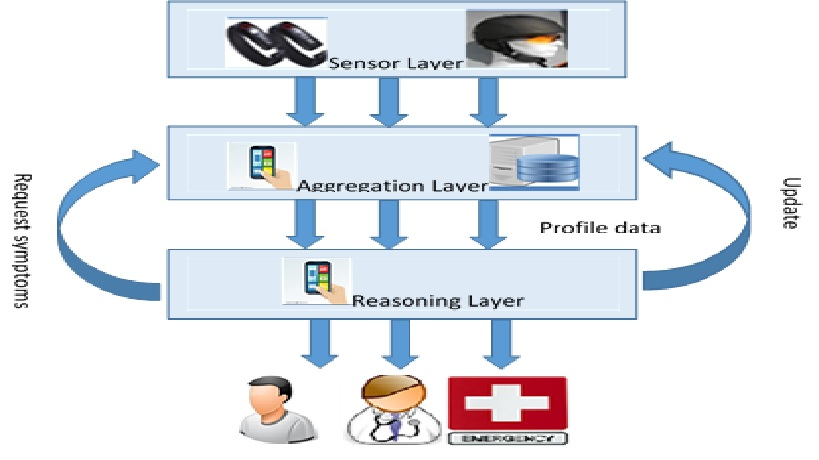 Sensor Layer
Aggregation Layer
Request symptoms
Update
Profile data
Reasoning Layer
EMERGENCY